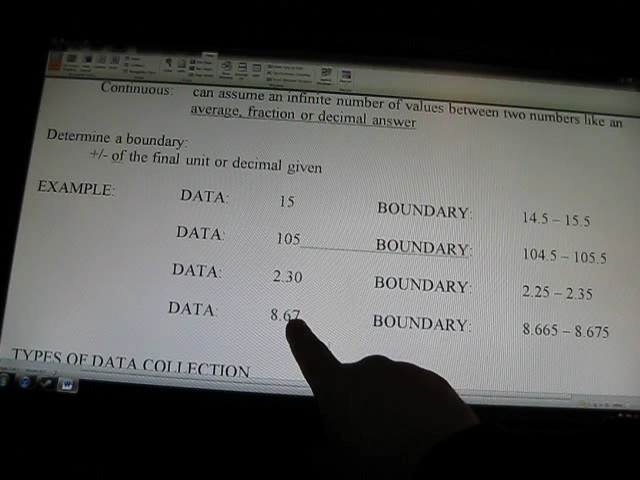 Continuous: can assume an infinite number of values between two numbers like an
average, fraction or decimal answer
Determine a boundary:
+/- of the final unit or decimal given
EXAMPLE: DATA: 15 BOUNDARY: 14.5 – 15.5
DATA: 105 BOUNDARY: 104.5 – 105.5
DATA: 2.30 BOUNDARY: 2.25 – 2.35
DATA: 8.67 BOUNDARY: 8.665 – 8.675
TYPES OF DATA COLLECTION